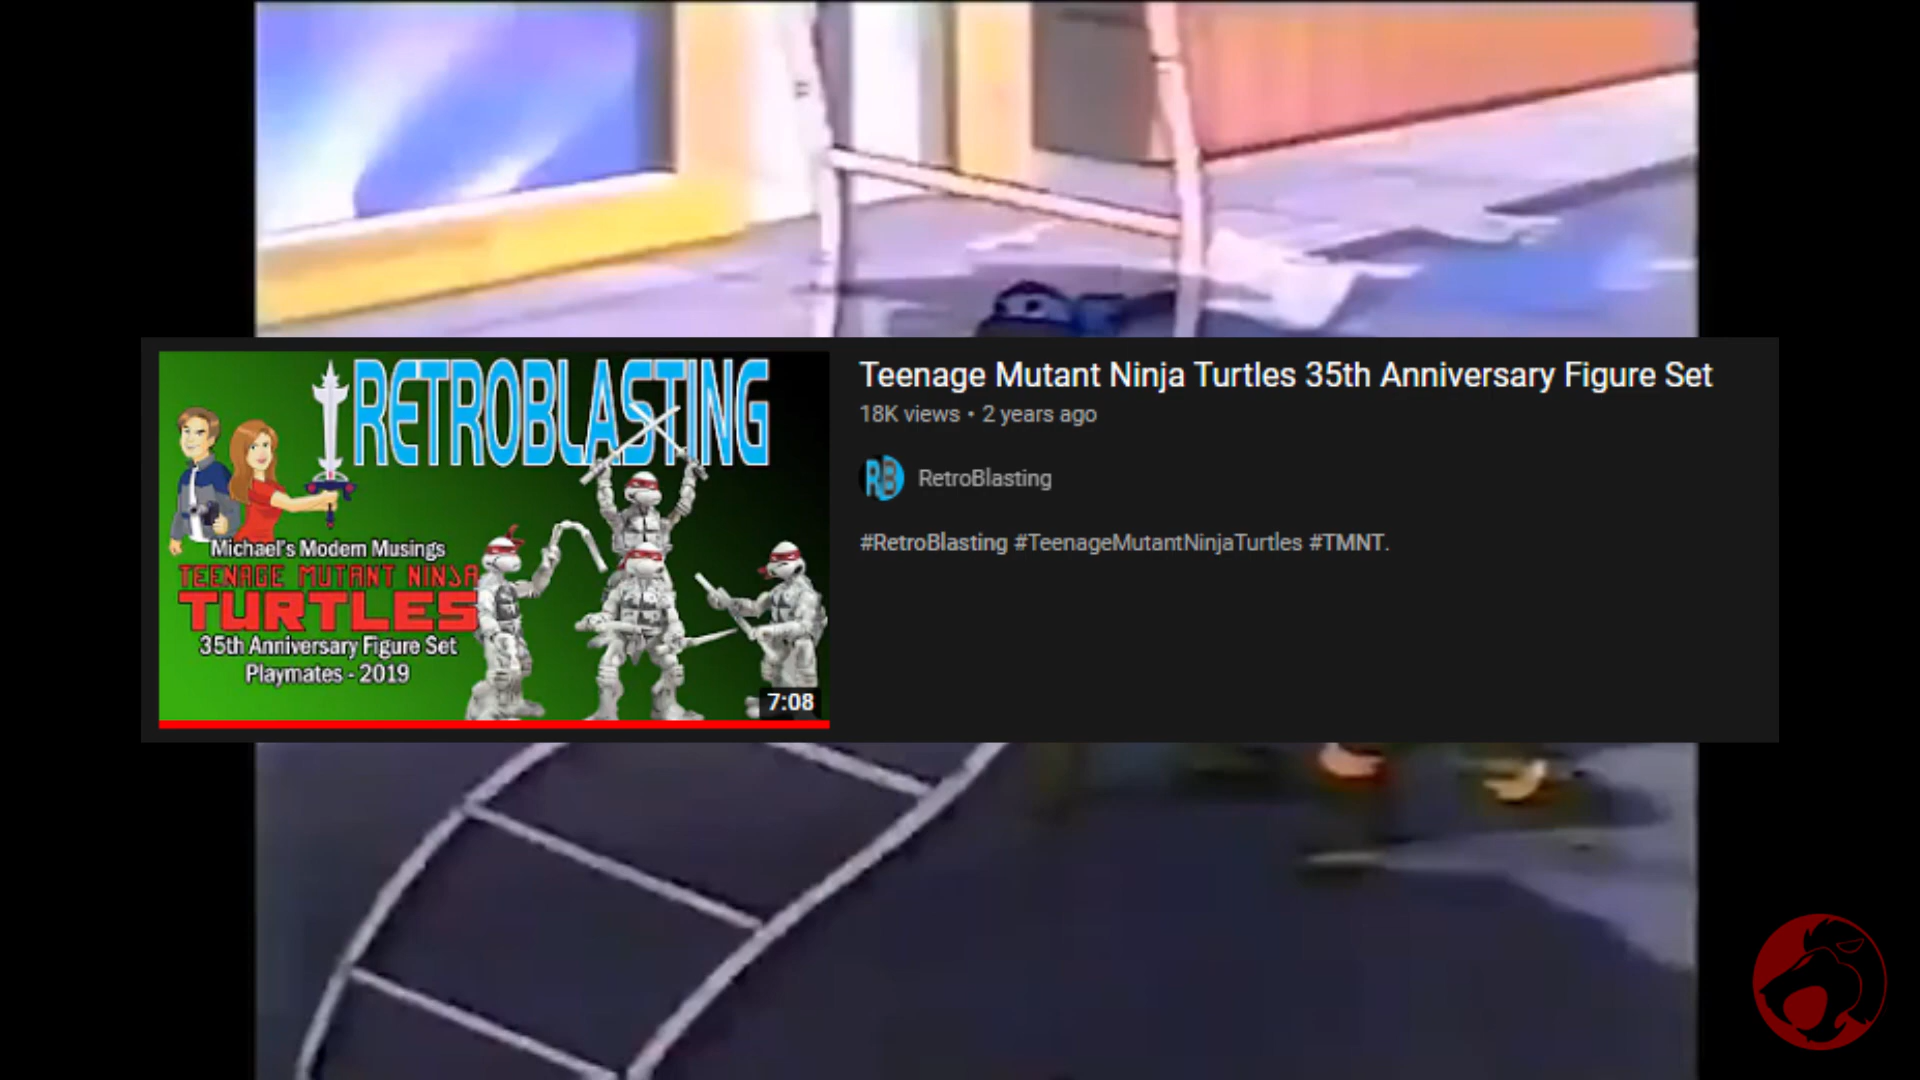 RETROBLASTING
Michael's Modern Musings
TEENAGE MUTANT NINJA
TURTLES
35th Anniversary Figure Set
Playmates - 2019
7:08
Teenage Mutant Ninja Turtles 35th Anniversary Figure Set
18K views • 2 years ago
RB
RetroBlasting
#RetroBlasting #TeenageMutantNinjaTurtles #TMNT.